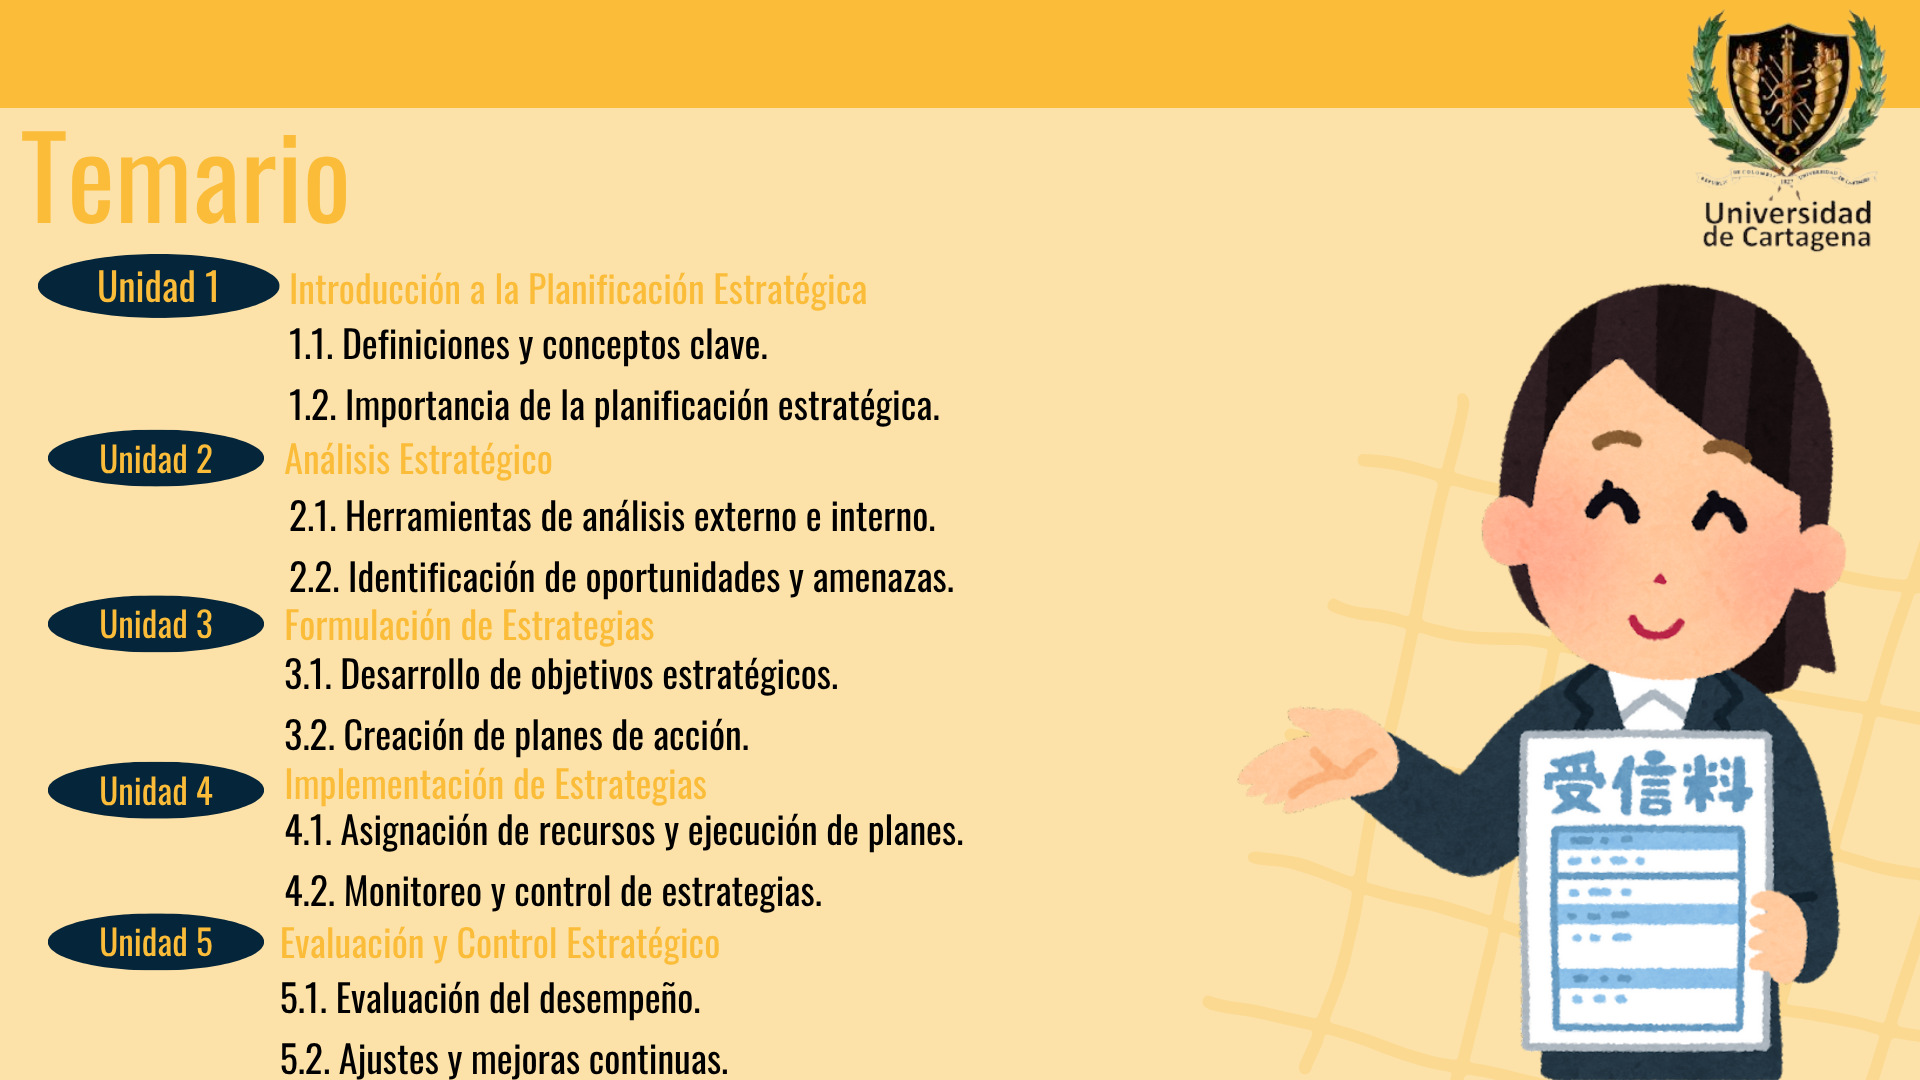 Universidad
de Cartagena
Temario
Unidad 1
Introducción a la Planificación Estratégica
1.1. Definiciones y conceptos clave.
1.2. Importancia de la planificación estratégica.
Unidad 2
Análisis Estratégico
2.1. Herramientas de análisis externo e interno.
2.2. Identificación de oportunidades y amenazas.
Unidad 3
Formulación de Estrategias
3.1. Desarrollo de objetivos estratégicos.
3.2. Creación de planes de acción.
Unidad 4
Implementación de Estrategias
4.1. Asignación de recursos y ejecución de planes.
4.2. Monitoreo y control de estrategias.
Unidad 5
Evaluación y Control Estratégico
5.1. Evaluación del desempeño.
5.2. Ajustes y mejoras continuas.
受信料